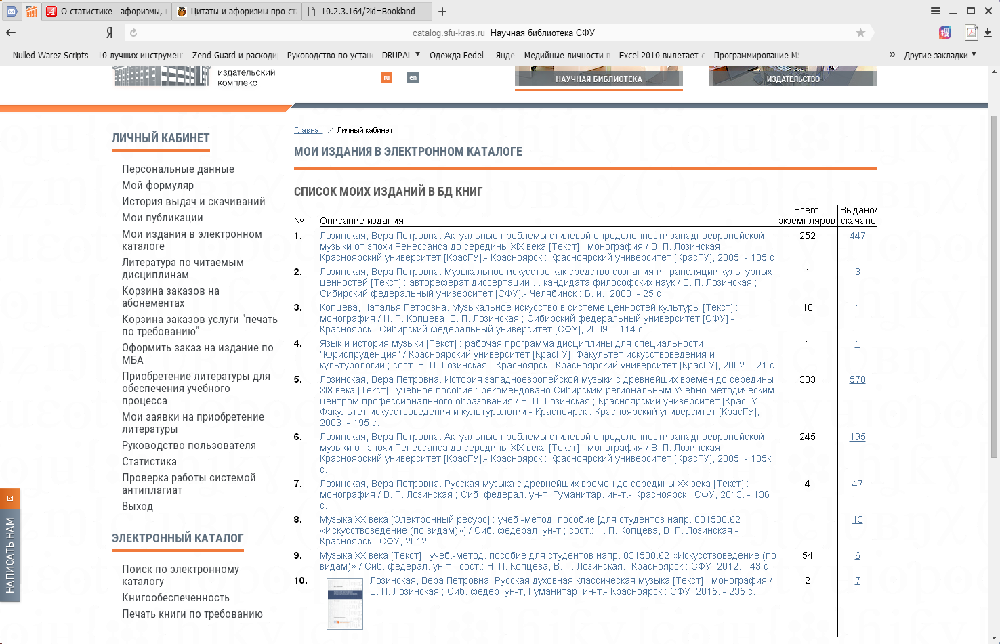 О статистике - афоризмы,
Цитаты и афоризмы про ст
10.2.3.164/?id=Bookland
Я
catalog.sfu-kras.ru Научная библиотека СФУ
Nulled Warez Scripts
10 лучших инструмен
Zend Guard и раскоди
Руководство по устан
DRUPAL
Одежда Fedel — Янде
Медийные личности в
Excel 2010 вылетает с
Программирование MS
» Другие закладки
издательский
комплекс
ru
en
НАУЧНАЯ БИБЛИОТЕКА
ИЗДАТЕЛЬСТВО
ЛИЧНЫЙ КАБИНЕТ
Персональные данные
Мой формуляр
История выдач и скачиваний
Мои публикации
Мои издания в электронном
каталоге
Литература по читаемым
дисциплинам
Корзина заказов на
абонементах
Корзина заказов услуги "печать
по требованию"
Оформить заказ на издание по
МБА
Приобретение литературы для
обеспечения учебного
процесса
Мои заявки на приобретение
литературы
Руководство пользователя
Статистика
Проверка работы системой
антиплагиат
Выход
ЭЛЕКТРОННЫЙ КАТАЛОГ
Поиск по электронному
каталогу
Книгообеспеченность
Печать книги по требованию
НАПИСАТЬ НАМ
Главная / Личный кабинет
МОИ ИЗДАНИЯ В ЭЛЕКТРОННОМ КАТАЛОГЕ
СПИСОК МОИХ ИЗДАНИЙ В БД КНИГ
Всего Выдано/
№ Описание издания экземпляров скачано
1. Лозинская, Вера Петровна. Актуальные проблемы стилевой определенности западноевропейской 252 447
музыки от эпохи Ренессанса до середины XIX века [Текст] : монография / В. П. Лозинская ;
Красноярский университет [КрасГУ].- Красноярск : Красноярский университет [КрасГУ], 2005. - 185 с.
2. Лозинская, Вера Петровна. Музыкальное искусство как средство сознания и трансляции культурных 1 3
ценностей [Текст] : автореферат диссертации ... кандидата философских наук / В. П. Лозинская ;
Сибирский федеральный университет [СФУ].- Челябинск : Б. и., 2008. - 25 с.
3. Копцева, Наталья Петровна. Музыкальное искусство в системе ценностей культуры [Текст] : 10 1
монография / Н. П. Копцева, В. П. Лозинская ; Сибирский федеральный университет [СФУ].-
Красноярск : Сибирский федеральный университет [СФУ], 2009. - 114 с.
4. Язык и история музыки [Текст] : рабочая программа дисциплины для специальности 1 1
"Юриспруденция" / Красноярский университет [КрасГУ]. Факультет искусствоведения и
культурологии ; сост. В. П. Лозинская.- Красноярск : Красноярский университет [КрасГУ], 2002. - 21 с.
5. Лозинская, Вера Петровна. История западноевропейской музыки с древнейших времен до середины 383 570
XIX века [Текст] : учебное пособие : рекомендовано Сибирским региональным Учебно-методическим
центром профессионального образования / В. П. Лозинская ; Красноярский университет [КрасГУ].
Факультет искусствоведения и культурологии.- Красноярск : Красноярский университет [КрасГУ],
2003. - 195 с.
6. Лозинская, Вера Петровна. Актуальные проблемы стилевой определенности западноевропейской 245 195
музыки от эпохи Ренессанса до середины XIX века [Текст] : монография / В. П. Лозинская ;
Красноярский университет [КрасГУ].- Красноярск : Красноярский университет [КрасГУ], 2005. - 185к
с.
7. Лозинская, Вера Петровна. Русская музыка с древнейших времен до середины XX века [Текст] : 4 47
монография / В. П. Лозинская ; Сиб. федерал. ун-т, Гуманитар. ин-т.- Красноярск : СФУ, 2013. - 136
с.
8. Музыка XX века [Электронный ресурс] : учеб.-метод. пособие [для студентов напр. 031500.62 13
«Искусствоведение (по видам)»] / Сиб. федерал. ун-т ; сост.: Н. П. Копцева, В. П. Лозинская.-
Красноярск : СФУ, 2012
9. Музыка XX века [Текст] : учеб.-метод. пособие для студентов напр. 031500.62 «Искусствоведение (по 54 6
видам)» / Сиб. федерал. ун-т ; сост.: Н. П. Копцева, В. П. Лозинская.- Красноярск : СФУ, 2012. - 43 с.
10. Лозинская, Вера Петровна. Русская духовная классическая музыка [Текст] : монография / 2 7
В. П. Лозинская ; Сиб. федер. ун-т, Гуманитар. ин-т.- Красноярск : СФУ, 2015. - 235 с.